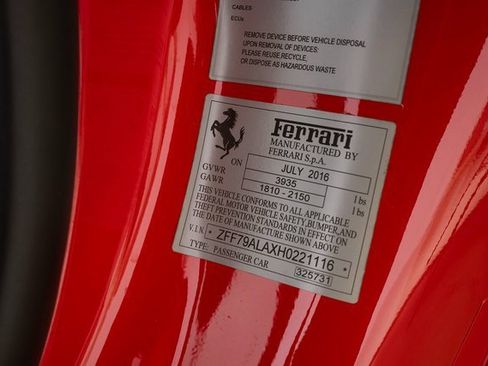 CABLES
ECUs
REMOVE DEVICE BEFORE VEHICLE DISPOSAL
UPON REMOVAL OF DEVICES:
PLEASE REUSE,RECYCLE
OR DISPOSE AS HAZARDOUS WASTE
Ferrari
MANUFACTURED BY
FERRARI S.p.A.
ON JULY 2016
GVWR 3935 lbs
GAWR 1810 - 2150 lbs
THIS VEHICLE CONFORMS TO ALL APPLICABLE
FEDERAL MOTOR VEHICLE SAFETY, BUMPER, AND
THEFT PREVENTION STANDARDS IN EFFECT ON
THE DATE OF MANUFACTURE SHOWN ABOVE
V.I.N. * ZFF79ALAXH0221116 *
TYPE: PASSENGER CAR
325731